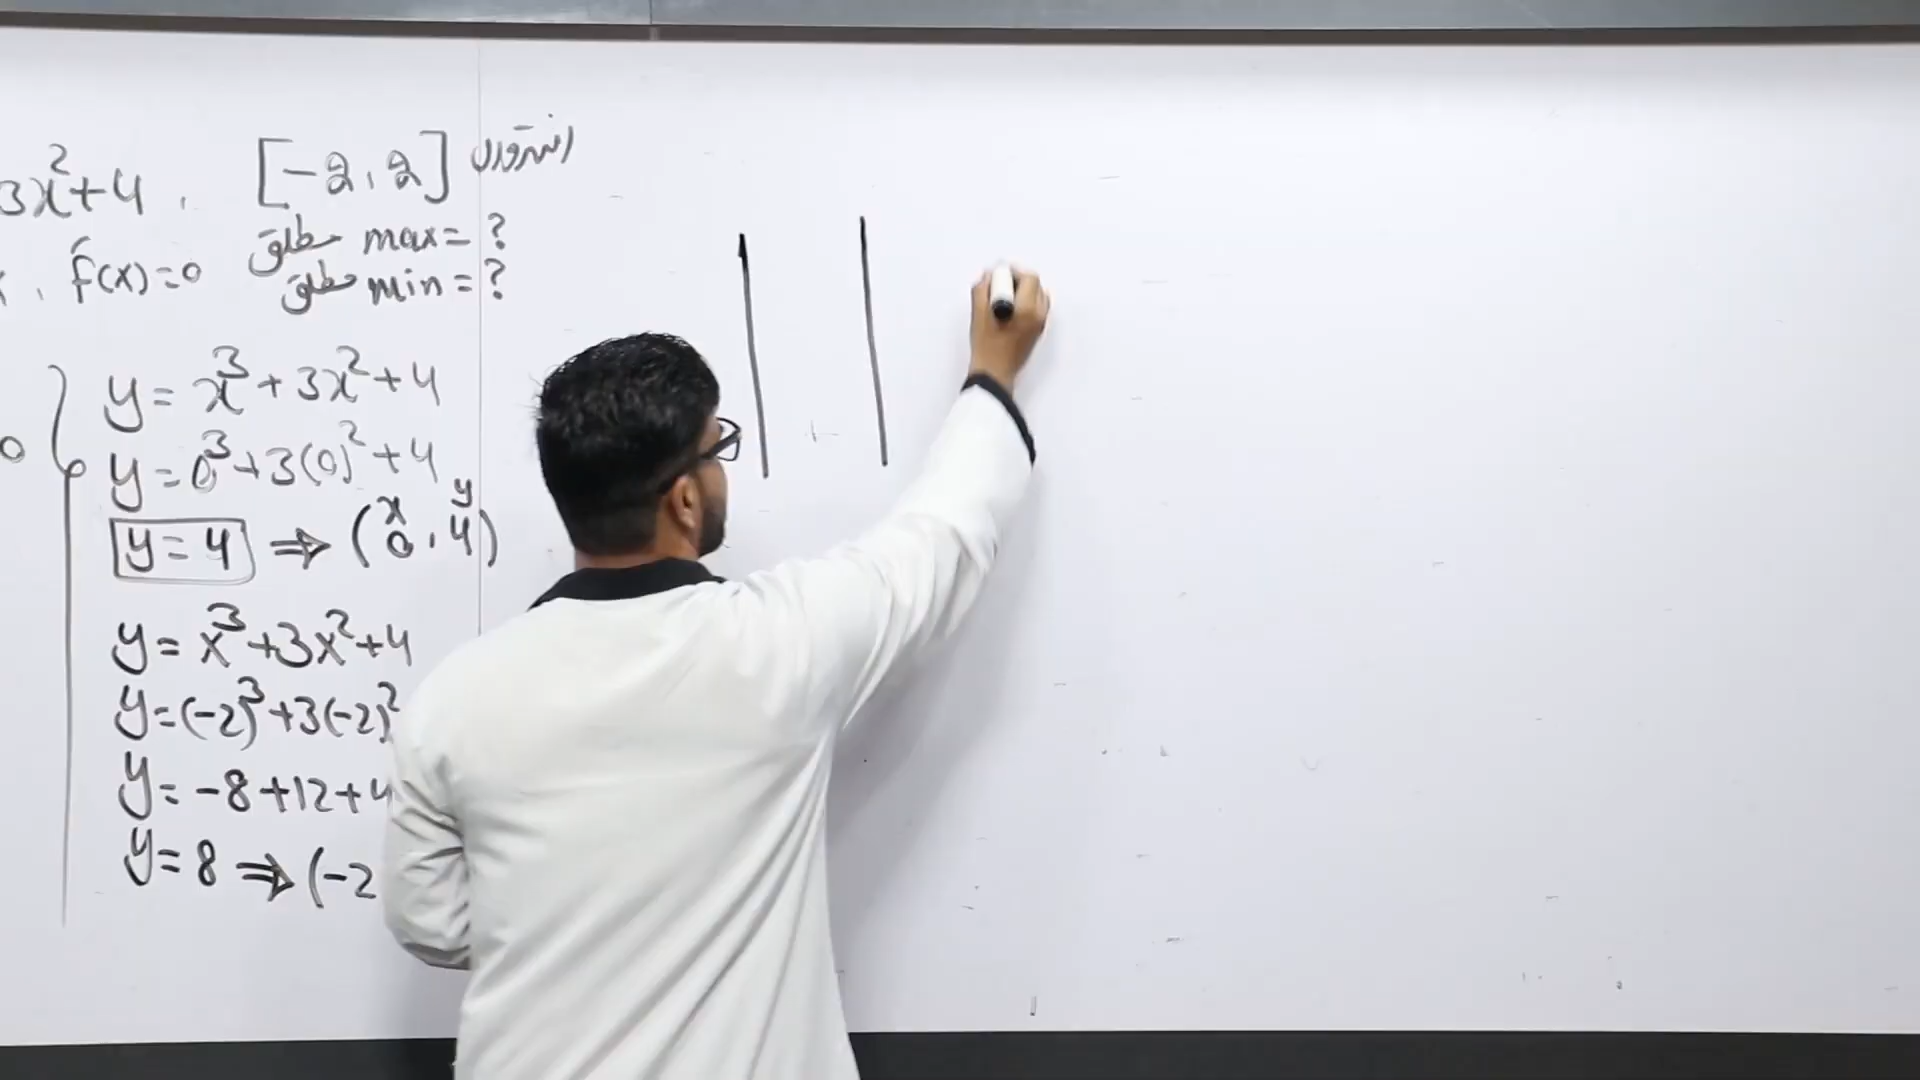 3x²+4 , [-2,2] انتروال
x , f́(x)=0 مطلق max=?
مطلق min=?
y=x³+3x²+4
0 y=0³+3(0)²+4
x y
y=4 ⇒ (0,4)
y=x³+3x²+4
y=(-2)³+3(-2)²
y=-8+12+4
y=8⇒(-2